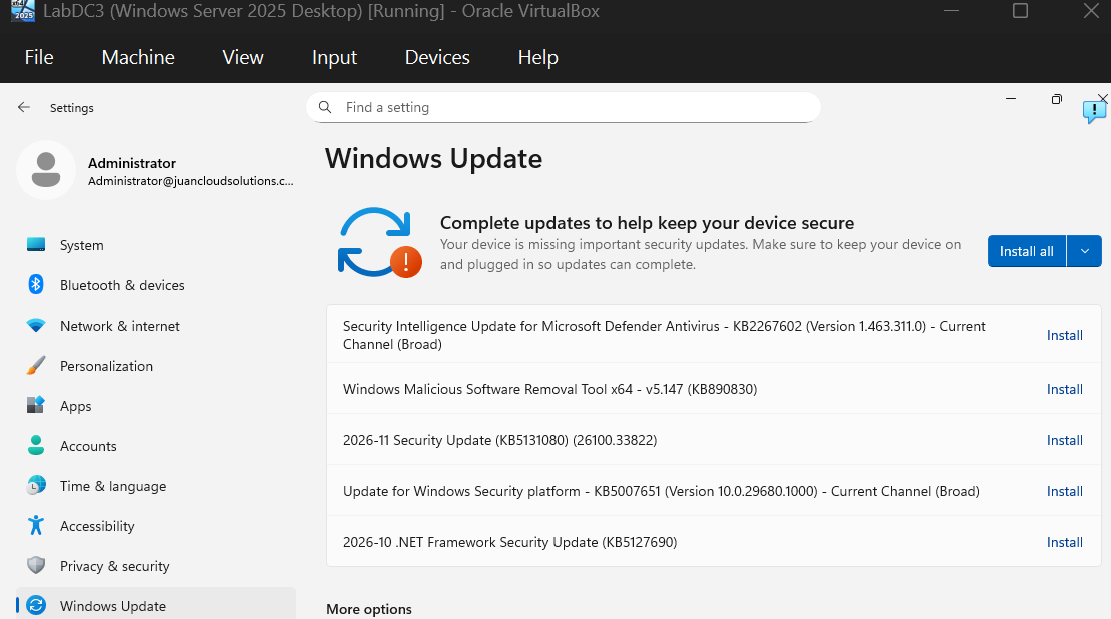 LabDC3 (Windows Server 2025 Desktop) [Running] - Oracle VirtualBox
File Machine View Input Devices Help
Settings
Find a setting
Administrator
Administrator@juancloudsolutions.c...
System
Bluetooth & devices
Network & internet
Personalization
Apps
Accounts
Time & language
Accessibility
Privacy & security
Windows Update
Windows Update
Complete updates to help keep your device secure
Your device is missing important security updates. Make sure to keep your device on
and plugged in so updates can complete.
Install all
Security Intelligence Update for Microsoft Defender Antivirus - KB2267602 (Version 1.463.311.0) - Current
Channel (Broad)
Install
Windows Malicious Software Removal Tool x64 - v5.147 (KB890830)
Install
2026-11 Security Update (KB5131080) (26100.33822)
Install
Update for Windows Security platform - KB5007651 (Version 10.0.29680.1000) - Current Channel (Broad)
Install
2026-10 .NET Framework Security Update (KB5127690)
Install
More options